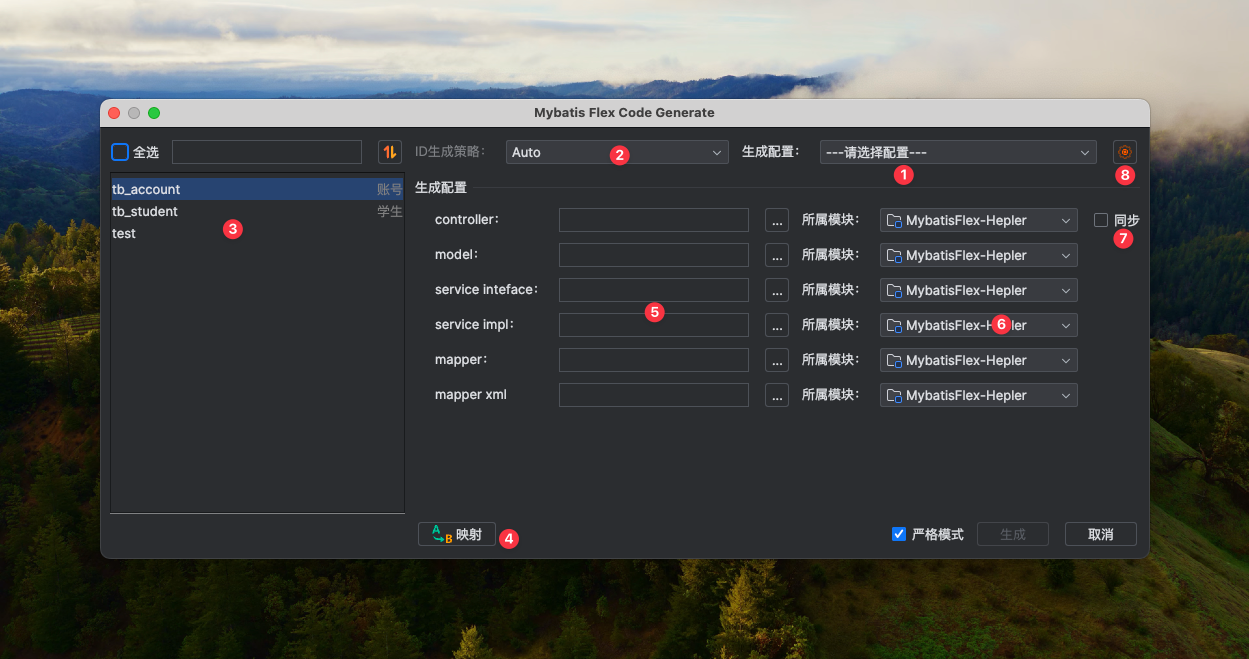 Mybatis Flex Code Generate
全选 ID生成策略: Auto 2 生成配置: ---请选择配置---
1 8
tb_account 账号 生成配置
tb_student 学生 controller: ... 所属模块: MybatisFlex-Hepler 同步
test 3 7
model: ... 所属模块: MybatisFlex-Hepler
service inteface: ... 所属模块: MybatisFlex-Hepler
5
service impl: ... 所属模块: MybatisFlex-Hepler 6
mapper: ... 所属模块: MybatisFlex-Hepler
mapper xml ... 所属模块: MybatisFlex-Hepler
A B 映射 4 严格模式 生成 取消